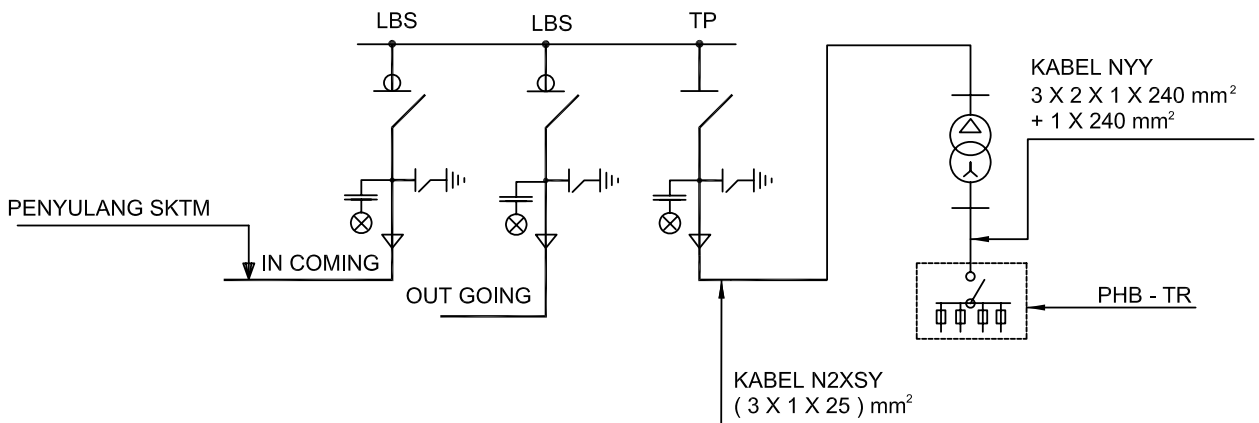 LBS
LBS
TP
KABEL NYY
3 X 2 X 1 X 240 mm²
+ 1 X 240 mm²
PENYULANG SKTM
IN COMING
OUT GOING
PHB - TR
KABEL N2XSY
( 3 X 1 X 25 ) mm²